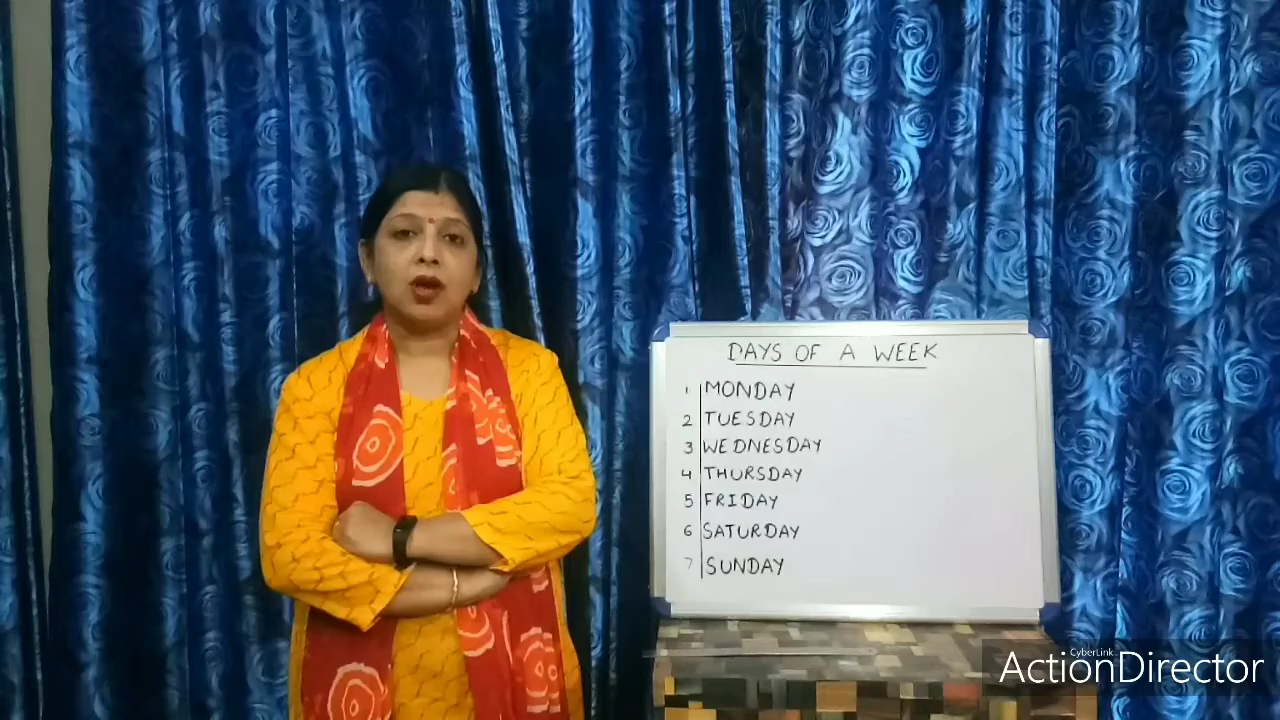 DAYS OF A WEEK
1 MONDAY
2 TUESDAY
3 WEDNESDAY
4 THURSDAY
5 FRIDAY
6 SATURDAY
7 SUNDAY
CyberLink
ActionDirector